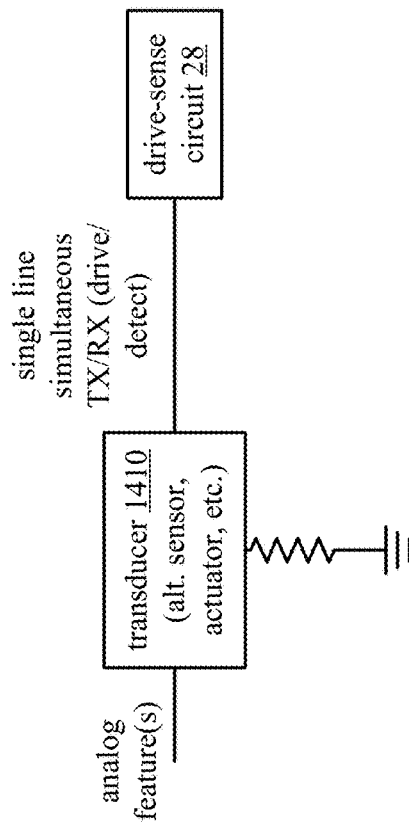 analog
feature(s)
transducer 1410
(alt. sensor,
actuator, etc.)
single line
simultaneous
TX/RX (drive/
detect)
drive-sense
circuit 28